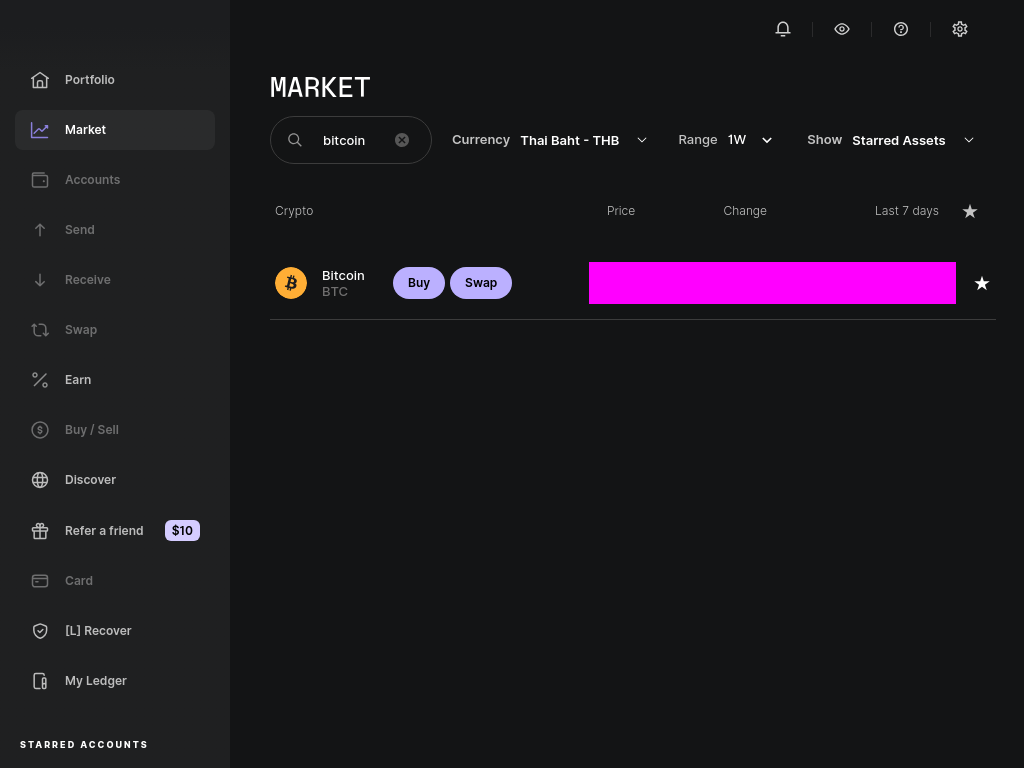 MARKET
Portfolio
Market
Accounts
Send
Receive
Swap
Earn
Buy / Sell
Discover
Refer a friend $10
Card
[L] Recover
My Ledger
STARRED ACCOUNTS
bitcoin
Currency Thai Baht - THB
Range 1W
Show Starred Assets
Crypto Price Change Last 7 days
Bitcoin
BTC
Buy Swap